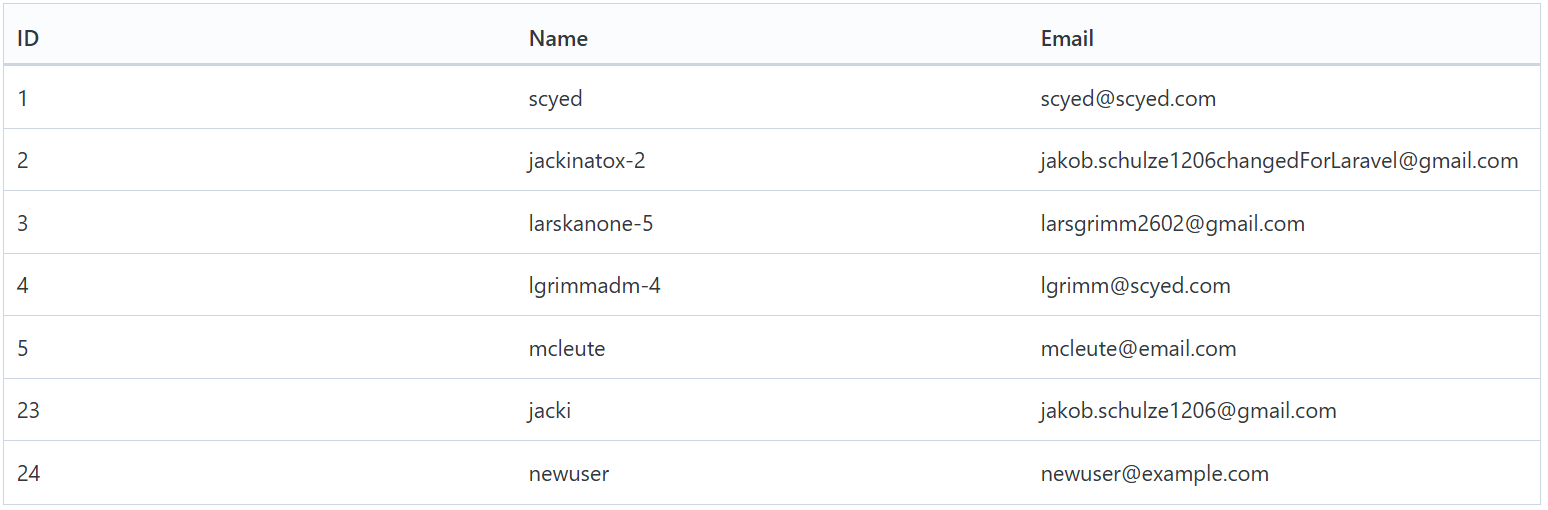 ID Name Email
1 scyed scyed@scyed.com
2 jackinatox-2 jakob.schulze1206changedForLaravel@gmail.com
3 larskanone-5 larsgrimm2602@gmail.com
4 lgrimmadm-4 lgrimm@scyed.com
5 mcleute mcleute@email.com
23 jacki jakob.schulze1206@gmail.com
24 newuser newuser@example.com